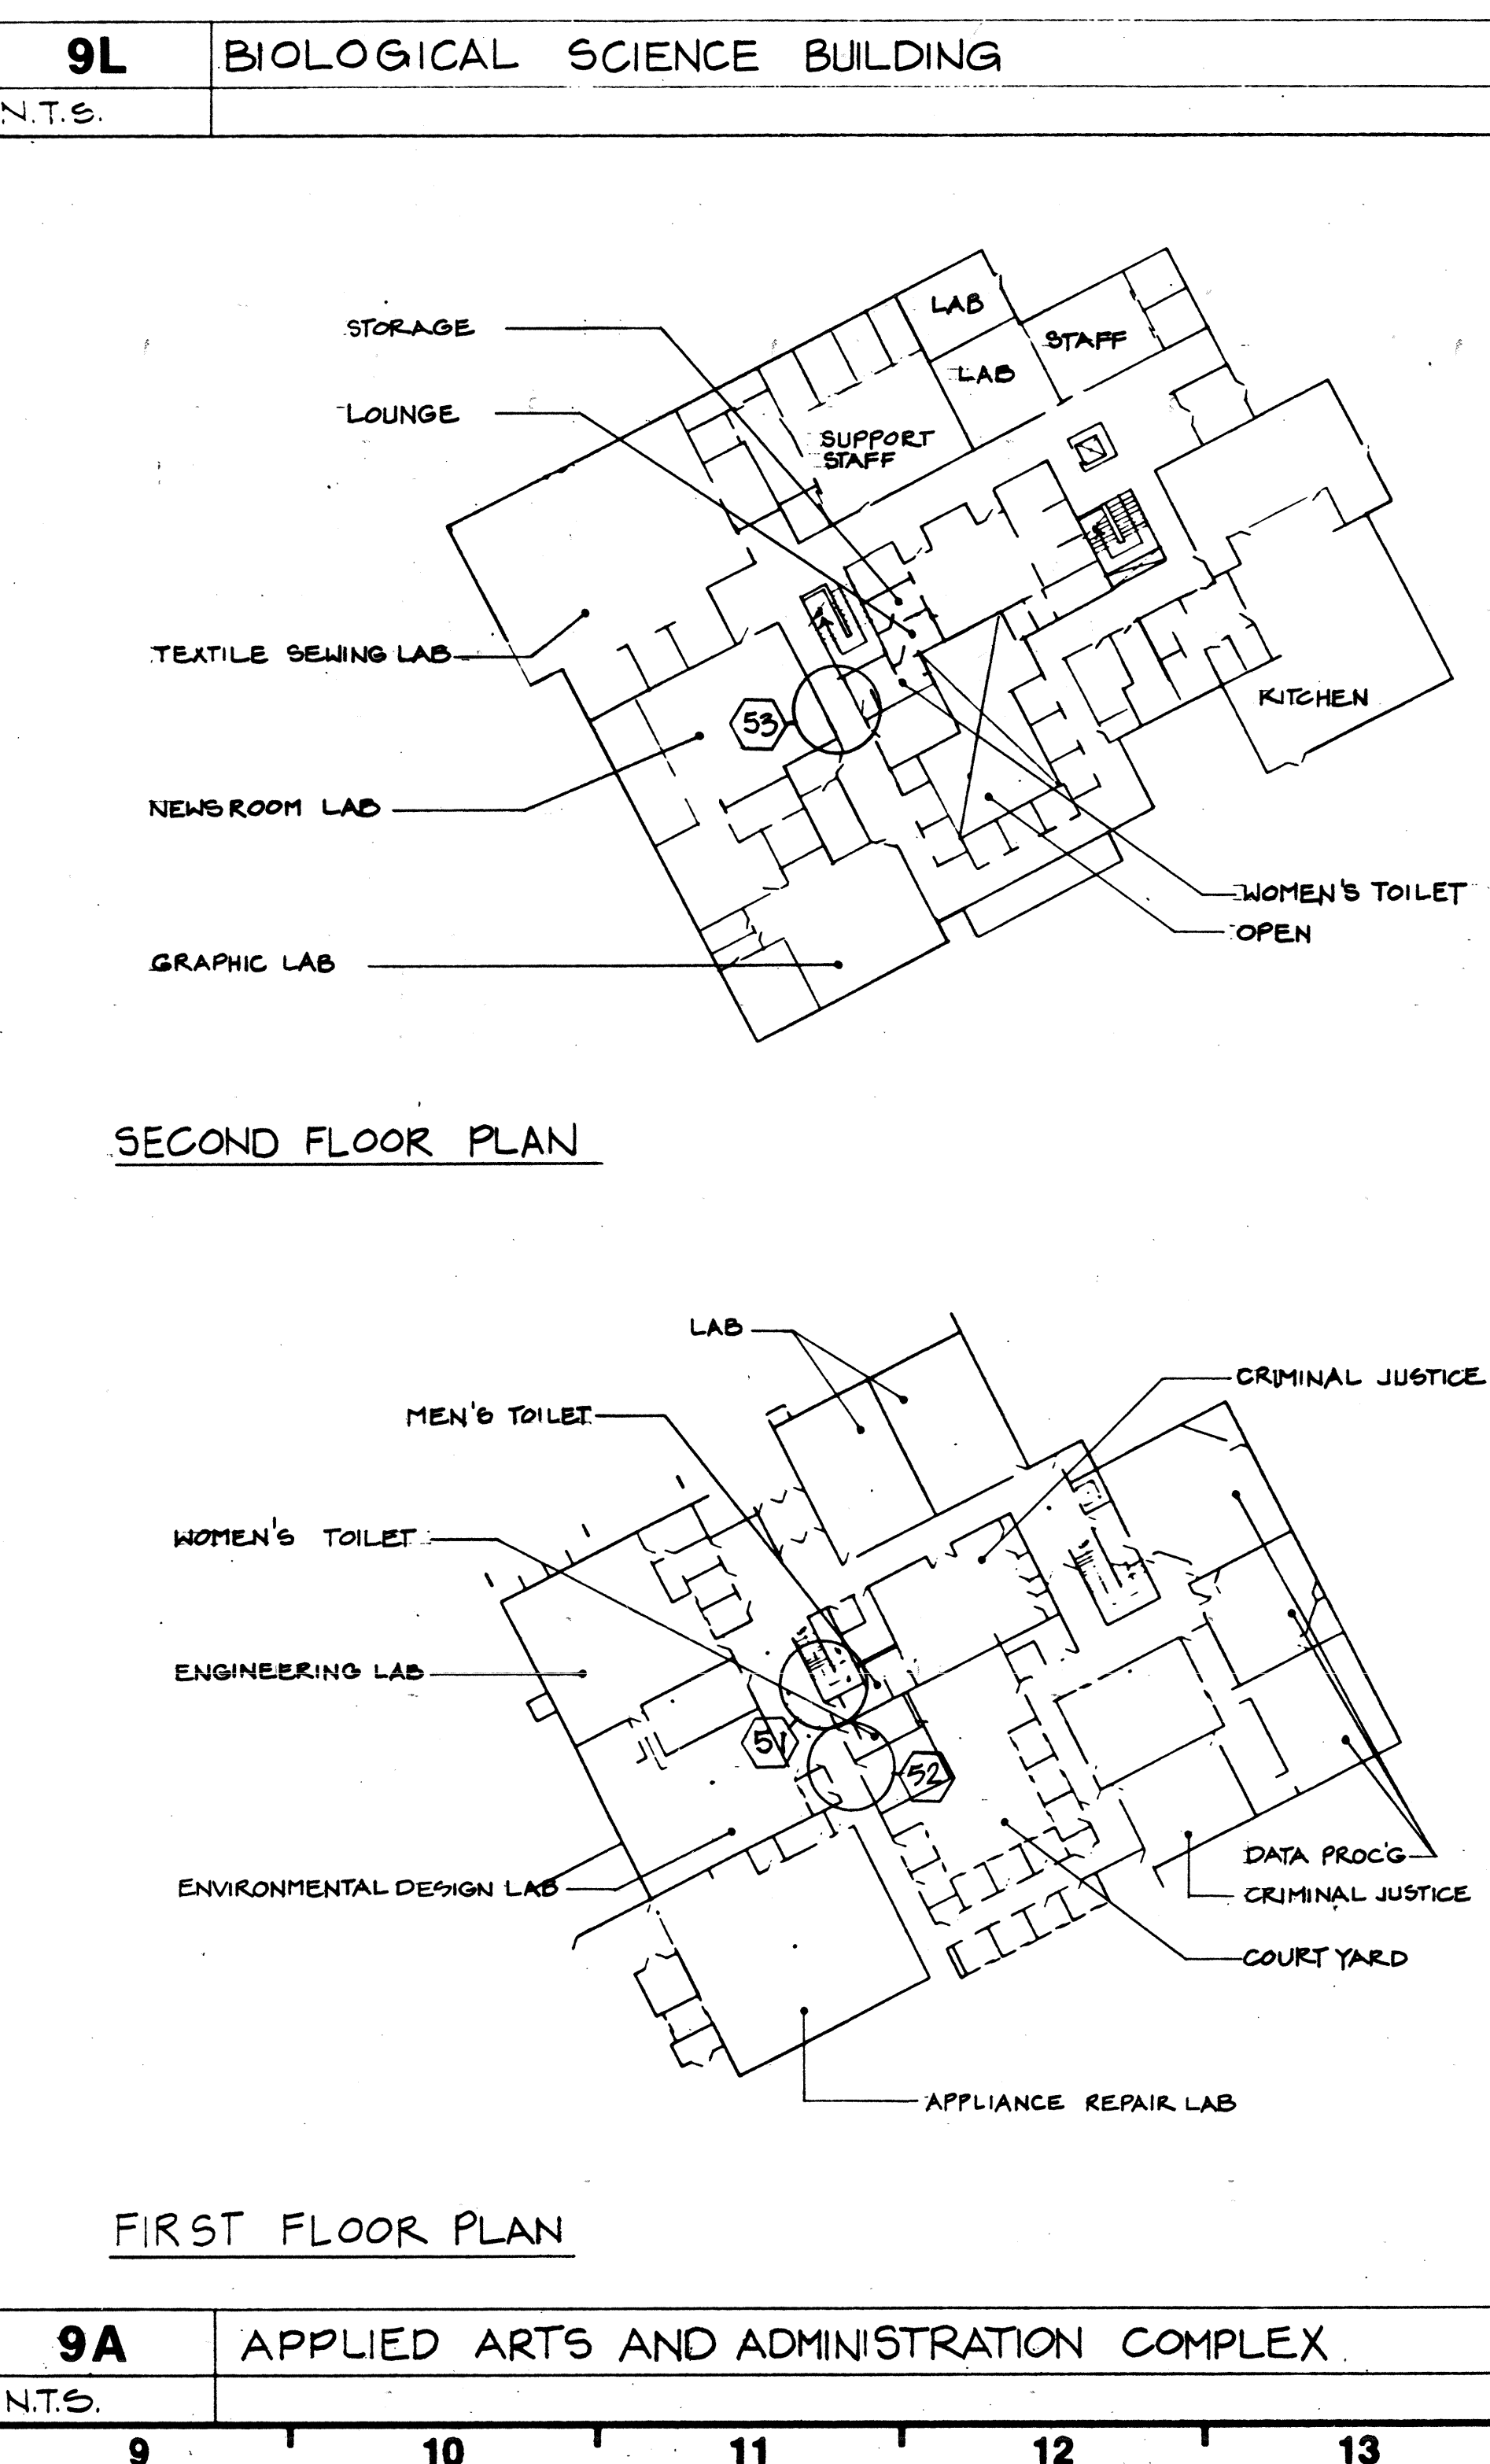 9L
BIOLOGICAL SCIENCE BUILDING
N.T.S.
LAB
STORAGE
STAFF
LAB
LOUNGE
SUPPORT
STAFF
TEXTILE SEWING LAB
KITCHEN
53
NEWSROOM LAB
WOMEN'S TOILET
OPEN
GRAPHIC LAB
SECOND FLOOR PLAN
LAB
CRIMINAL JUSTICE
MEN'S TOILET
WOMEN'S TOILET
ENGINEERING LAB
51
52
DATA PROC'G
ENVIRONMENTAL DESIGN LAB
CRIMINAL JUSTICE
COURT YARD
APPLIANCE REPAIR LAB
FIRST FLOOR PLAN
9A
APPLIED ARTS AND ADMINISTRATION COMPLEX
N.T.S.
9 10 11 12 13